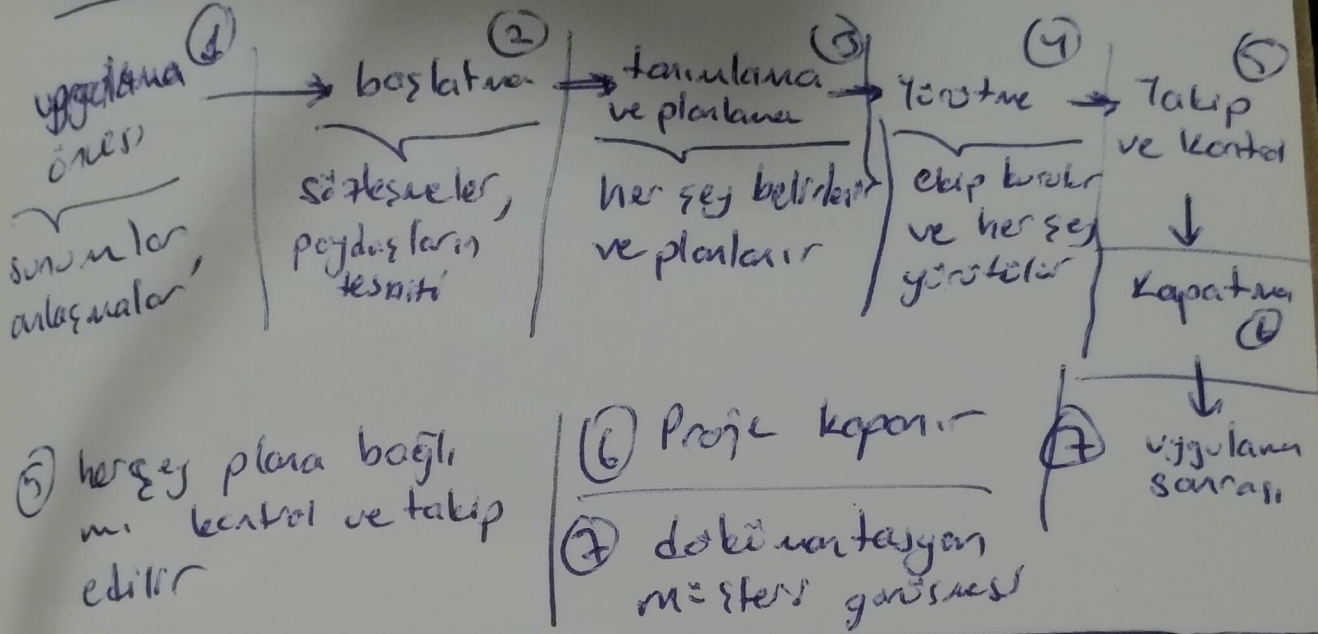 uygulama
öncesi
①
sunumlar,
anlaşmalar
→ başlatma
②
sözleşmeler,
paydaşların
tespiti
→ tanımlama
ve planlama
③
her şey belirlenir
ve planlanır
→ Yürütme
④
ekip kurulur
ve her şey
yürütülür
→ Takip
ve kontrol
⑤
↓
Kapatma
⑥
↓
⑦ uygulama
sonrası
⑤ herşey plana bağlı
mı kontrol ve takip
edilir
⑥ Proje kapanır
⑦ dokümantasyon
müşteri görüşmesi